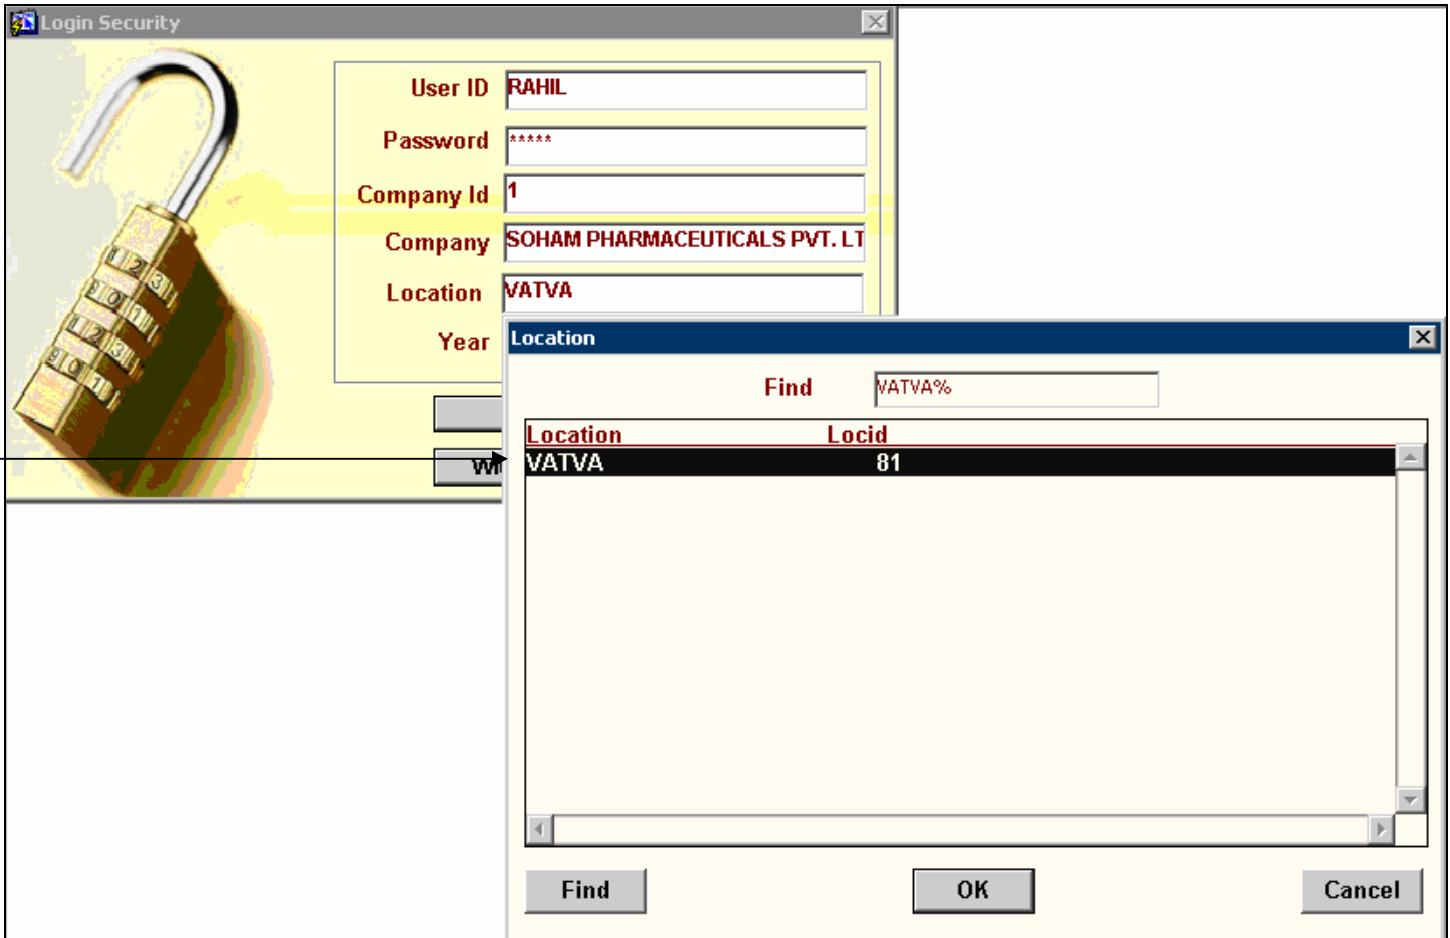 Login Security
User ID RAHIL
Password *****
Company Id 1
Company SOHAM PHARMACEUTICALS PVT. LT
Location VATVA
Year
Location
Find VATVA%
Location Locid
VATVA 81
Find OK Cancel